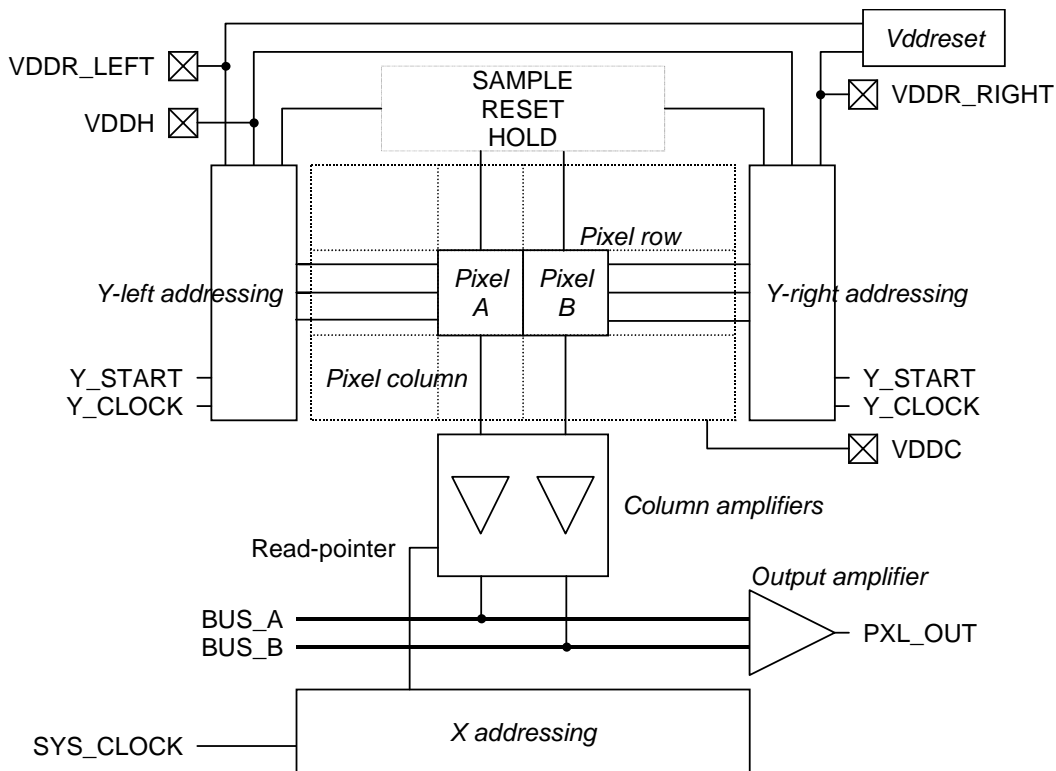 Vddreset
VDDR_LEFT
SAMPLE
RESET
HOLD
VDDR_RIGHT
VDDH
Pixel row
Y-left addressing
Pixel
A
Pixel
B
Y-right addressing
Pixel column
Y_START
Y_CLOCK
Y_START
Y_CLOCK
VDDC
Column amplifiers
Read-pointer
Output amplifier
BUS_A
BUS_B
PXL_OUT
X addressing
SYS_CLOCK